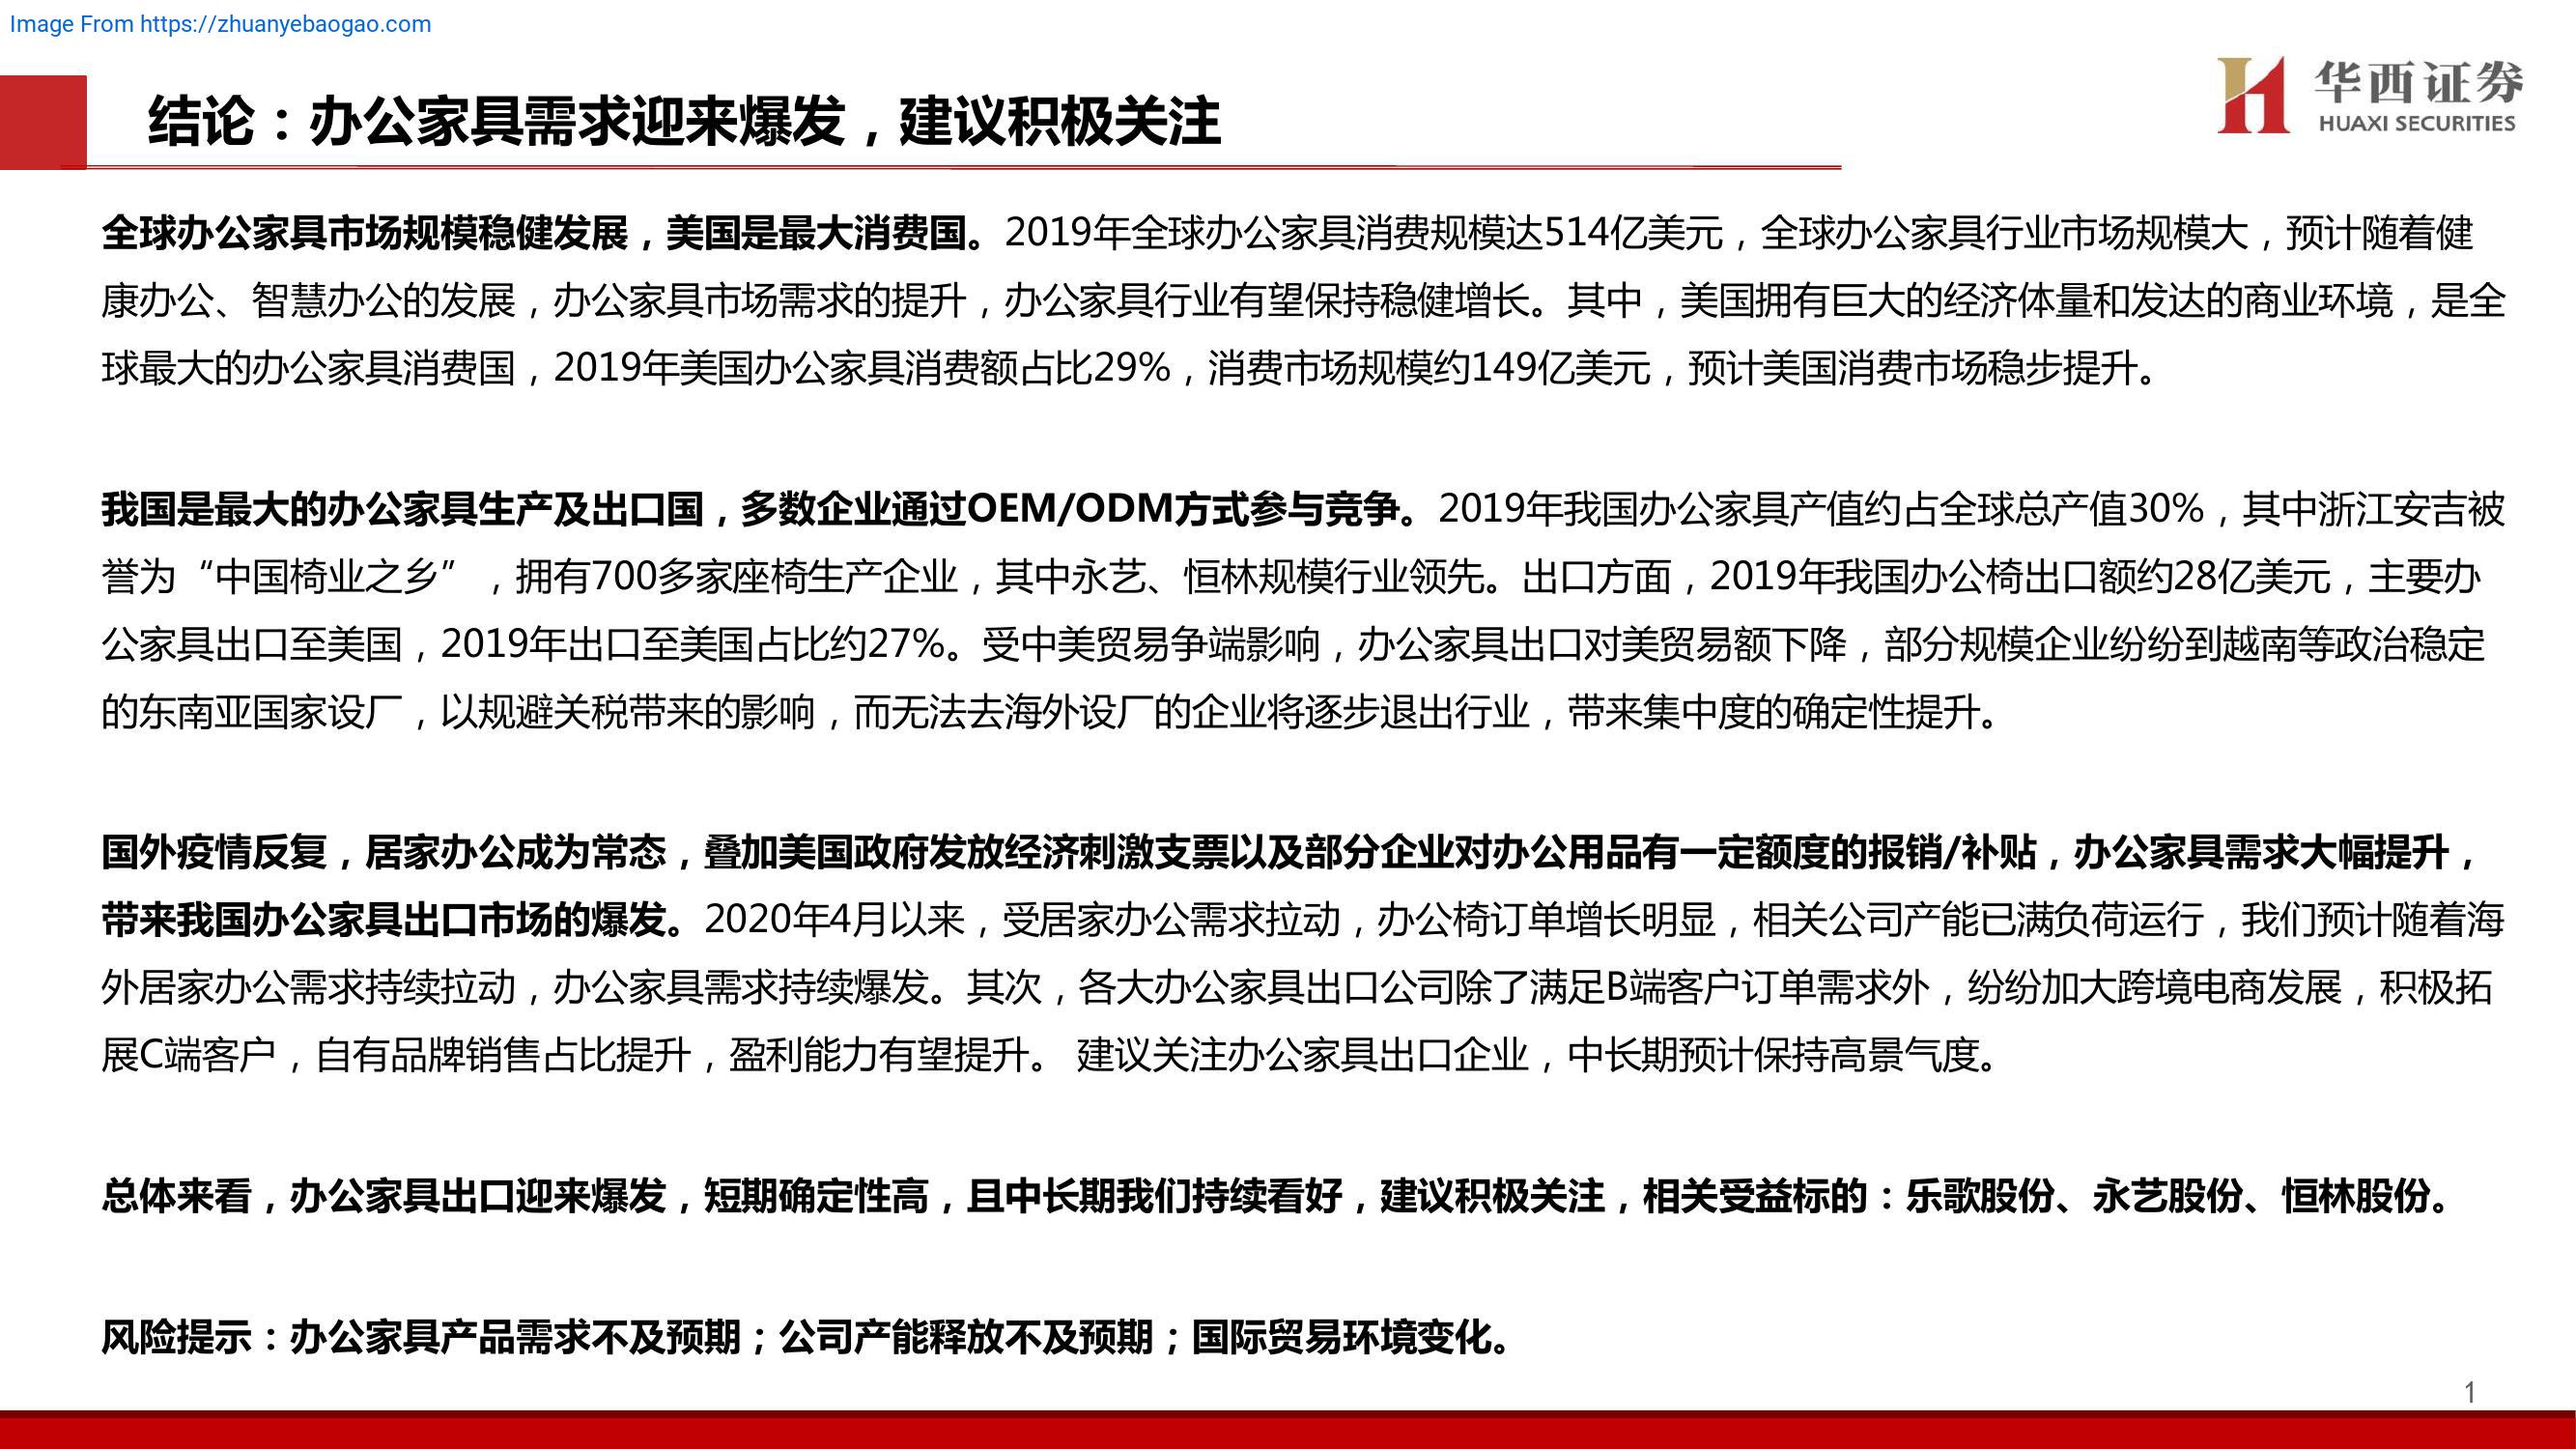 Image From https://zhuanyebaogao.com
华西证券
HUAXI SECURITIES
结论：办公家具需求迎来爆发，建议积极关注
全球办公家具市场规模稳健发展，美国是最大消费国。2019年全球办公家具消费规模达514亿美元，全球办公家具行业市场规模大，预计随着健
康办公、智慧办公的发展，办公家具市场需求的提升，办公家具行业有望保持稳健增长。其中，美国拥有巨大的经济体量和发达的商业环境，是全
球最大的办公家具消费国，2019年美国办公家具消费额占比29%，消费市场规模约149亿美元，预计美国消费市场稳步提升。
我国是最大的办公家具生产及出口国，多数企业通过OEM/ODM方式参与竞争。2019年我国办公家具产值约占全球总产值30%，其中浙江安吉被
誉为“中国椅业之乡”，拥有700多家座椅生产企业，其中永艺、恒林规模行业领先。出口方面，2019年我国办公椅出口额约28亿美元，主要办
公家具出口至美国，2019年出口至美国占比约27%。受中美贸易争端影响，办公家具出口对美贸易额下降，部分规模企业纷纷到越南等政治稳定
的东南亚国家设厂，以规避关税带来的影响，而无法去海外设厂的企业将逐步退出行业，带来集中度的确定性提升。
国外疫情反复，居家办公成为常态，叠加美国政府发放经济刺激支票以及部分企业对办公用品有一定额度的报销/补贴，办公家具需求大幅提升，
带来我国办公家具出口市场的爆发。2020年4月以来，受居家办公需求拉动，办公椅订单增长明显，相关公司产能已满负荷运行，我们预计随着海
外居家办公需求持续拉动，办公家具需求持续爆发。其次，各大办公家具出口公司除了满足B端客户订单需求外，纷纷加大跨境电商发展，积极拓
展C端客户，自有品牌销售占比提升，盈利能力有望提升。 建议关注办公家具出口企业，中长期预计保持高景气度。
总体来看，办公家具出口迎来爆发，短期确定性高，且中长期我们持续看好，建议积极关注，相关受益标的：乐歌股份、永艺股份、恒林股份。
风险提示：办公家具产品需求不及预期；公司产能释放不及预期；国际贸易环境变化。
1